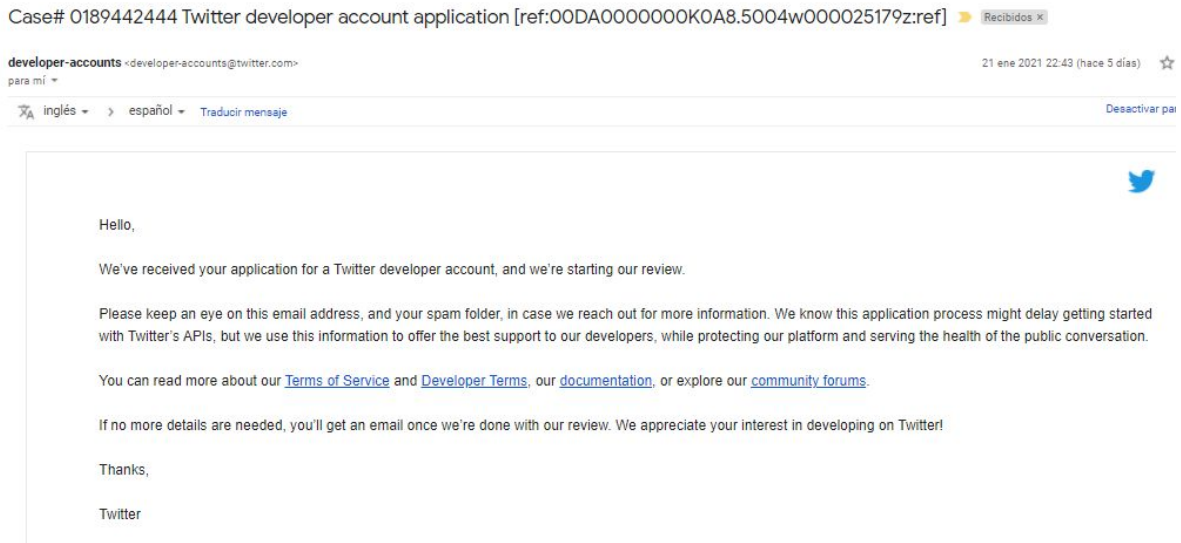 Case# 0189442444 Twitter developer account application [ref:00DA0000000K0A8.5004w000025179z:ref] Recibidos ×
developer-accounts <developer-accounts@twitter.com> 21 ene 2021 22:43 (hace 5 días)
para mí
inglés > español Traducir mensaje Desactivar par
Hello,
We've received your application for a Twitter developer account, and we're starting our review.
Please keep an eye on this email address, and your spam folder, in case we reach out for more information. We know this application process might delay getting started
with Twitter's APIs, but we use this information to offer the best support to our developers, while protecting our platform and serving the health of the public conversation.
You can read more about our Terms of Service and Developer Terms, our documentation, or explore our community forums.
If no more details are needed, you'll get an email once we're done with our review. We appreciate your interest in developing on Twitter!
Thanks,
Twitter